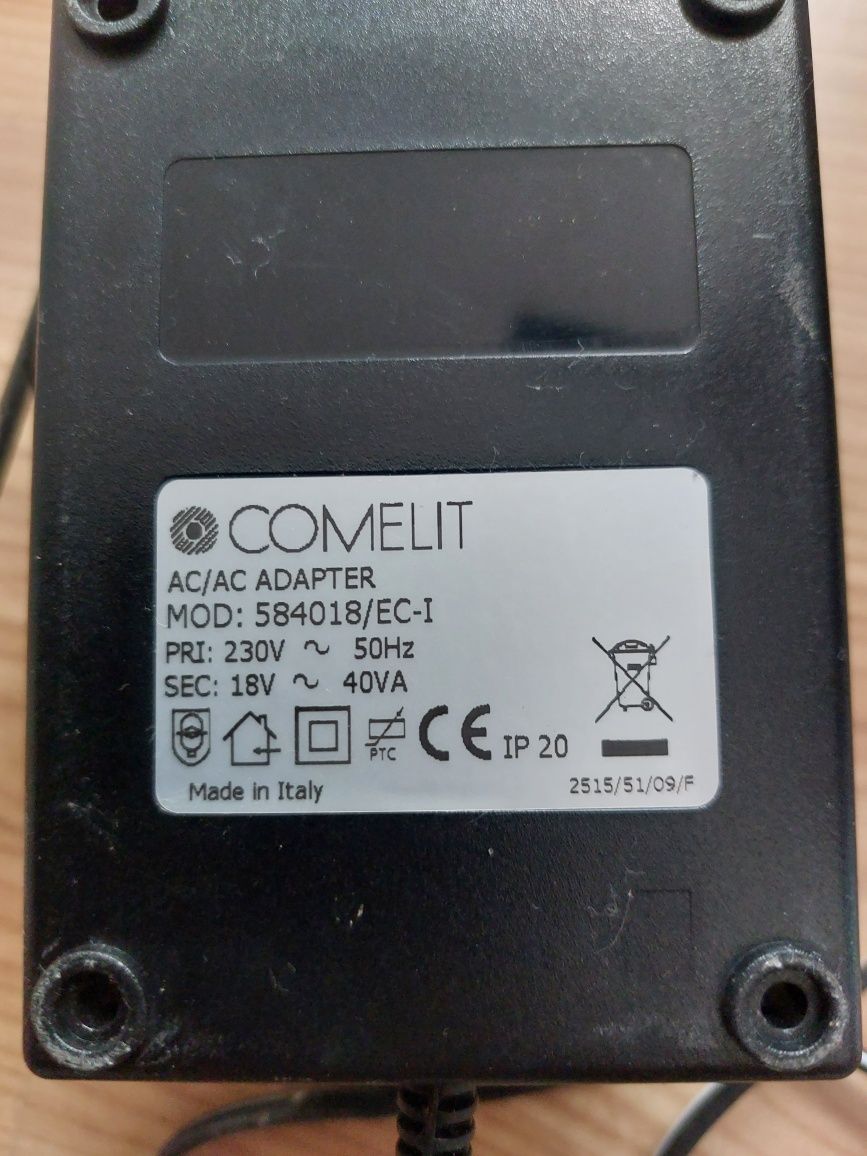 COMELIT
AC/AC ADAPTER
MOD: 584018/EC-I
PRI: 230V ~ 50Hz
SEC: 18V ~ 40VA
PTC
CE IP 20
Made in Italy
2515/51/09/F